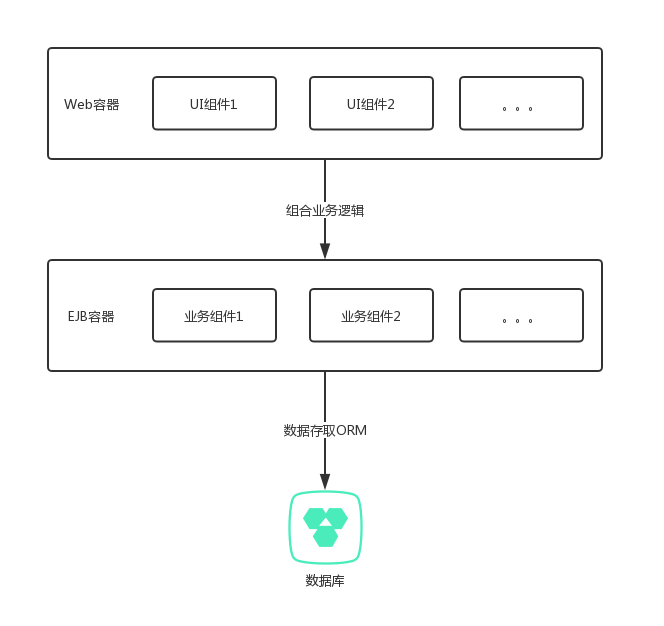 Web容器
UI组件1
UI组件2
。。。
组合业务逻辑
EJB容器
业务组件1
业务组件2
。。。
数据存取ORM
数据库